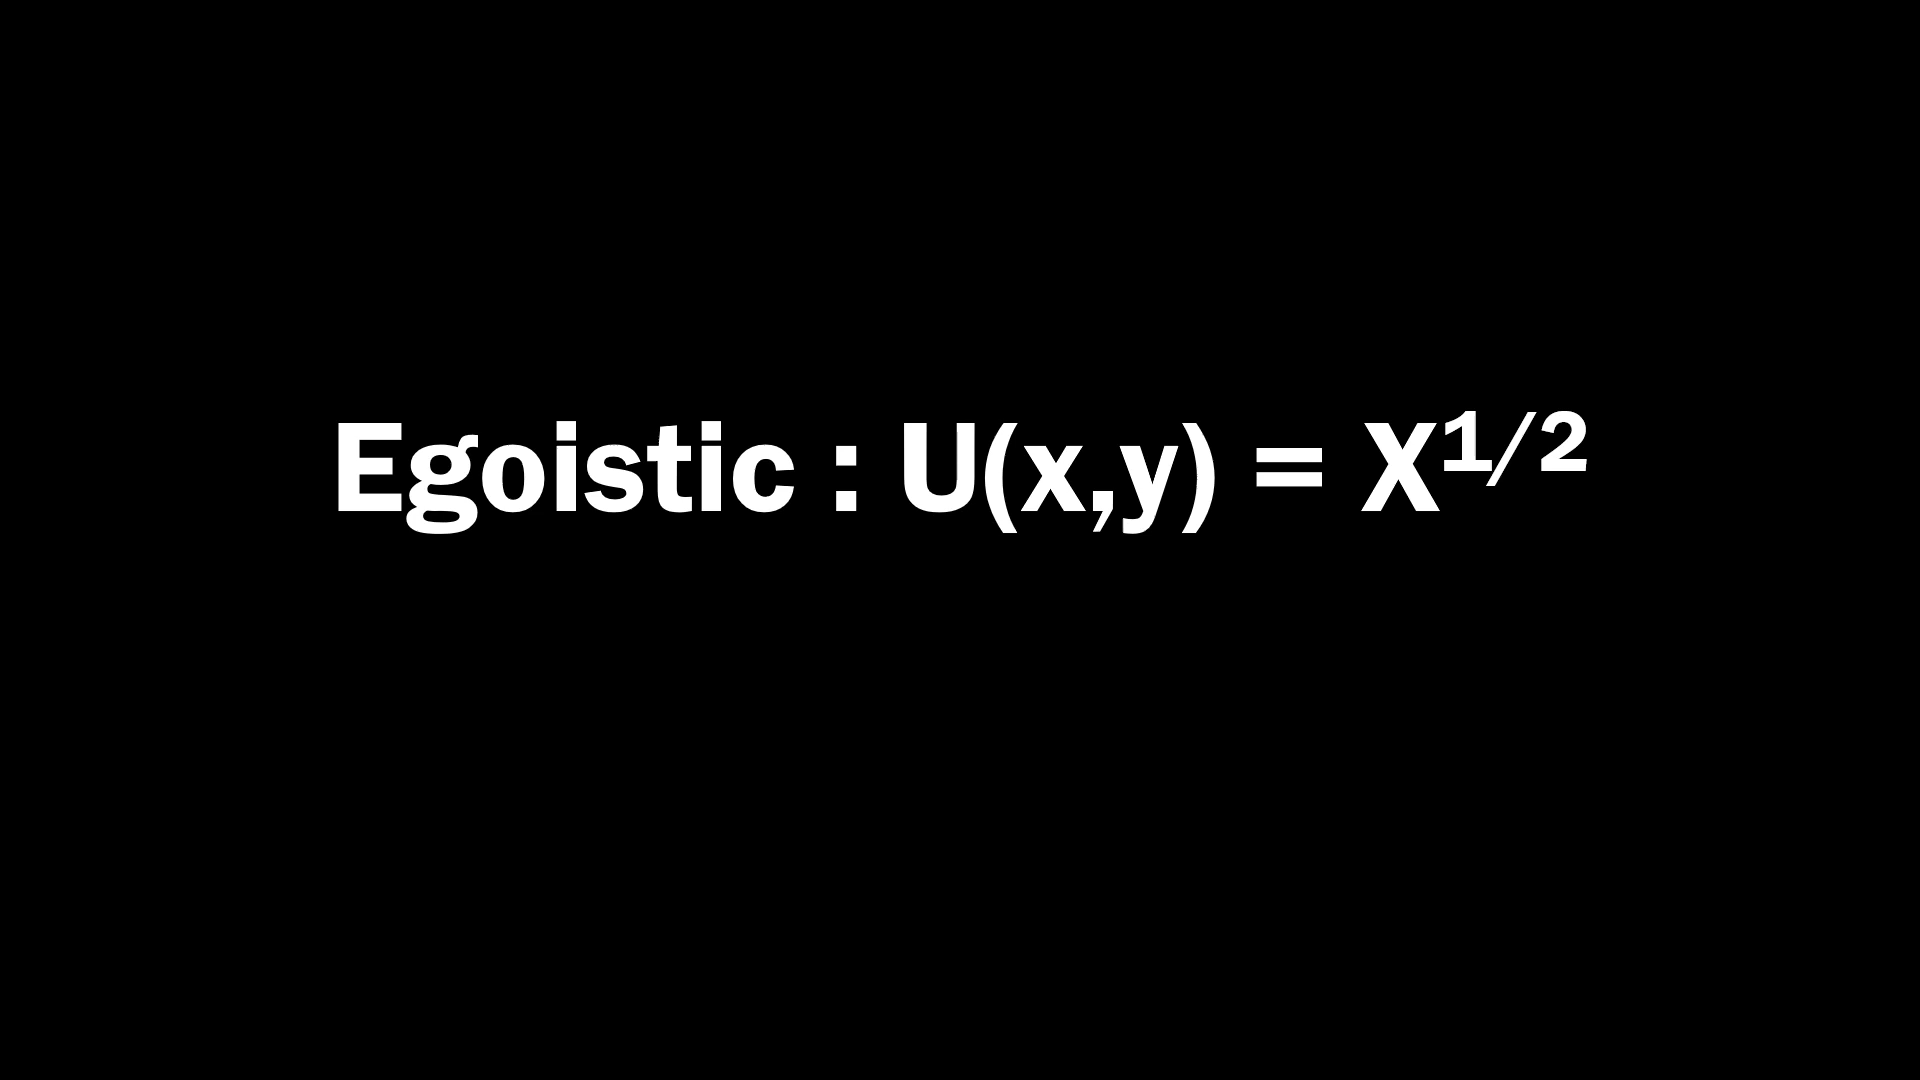 Egoistic : U(x,y) = X¹⁄²